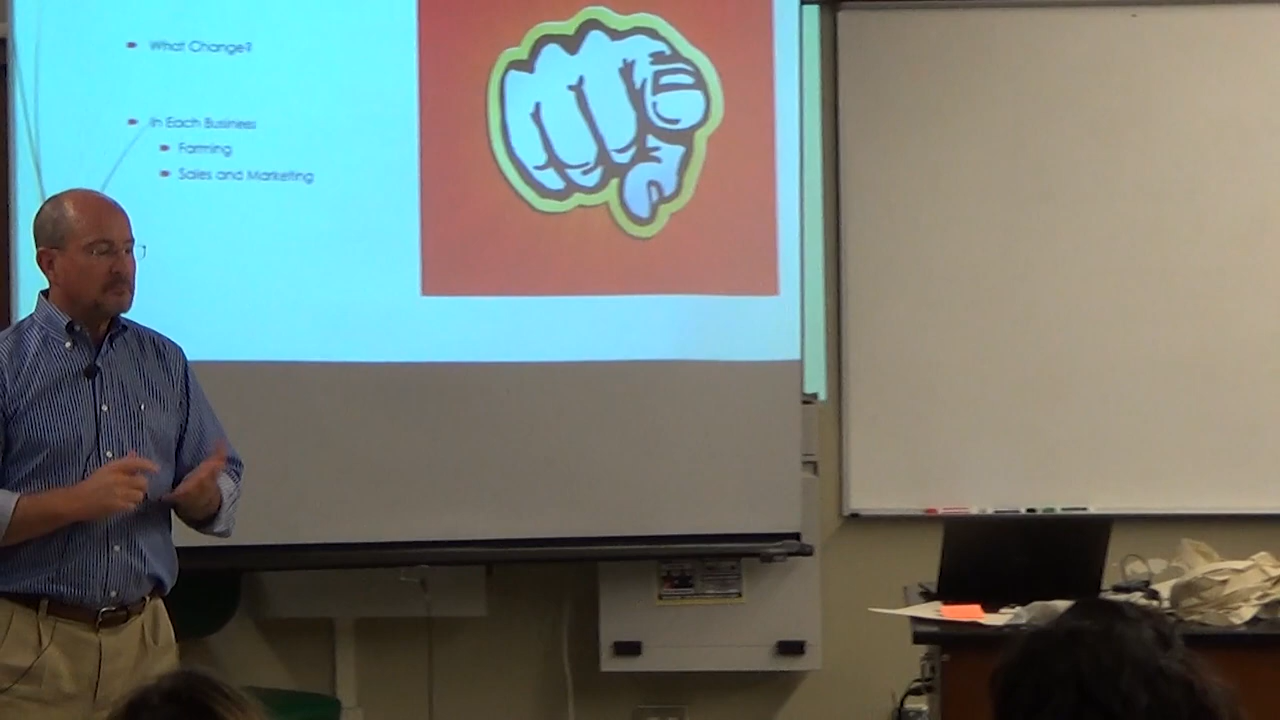 What Change?
In Each Business
Farming
Sales and Marketing